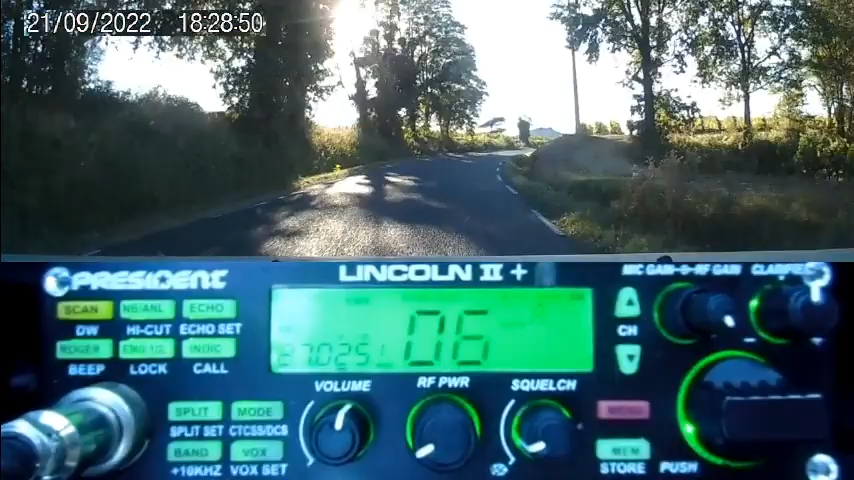 21/09/2022 18:28:50
PRESIDENT LINCOLN II +
MIC GAIN RF GAIN CLARIFIER
SCAN NB/ANL ECHO
DW HI-CUT ECHO SET
ROGER INDIC
BEEP LOCK CALL
06
27.025
CH
VOLUME RF PWR SQUELCH
SPLIT MODE
SPLIT SET CTCSS/DCS
BAND VOX
+10KHZ VOX SET
MENU
MEM
STORE PUSH